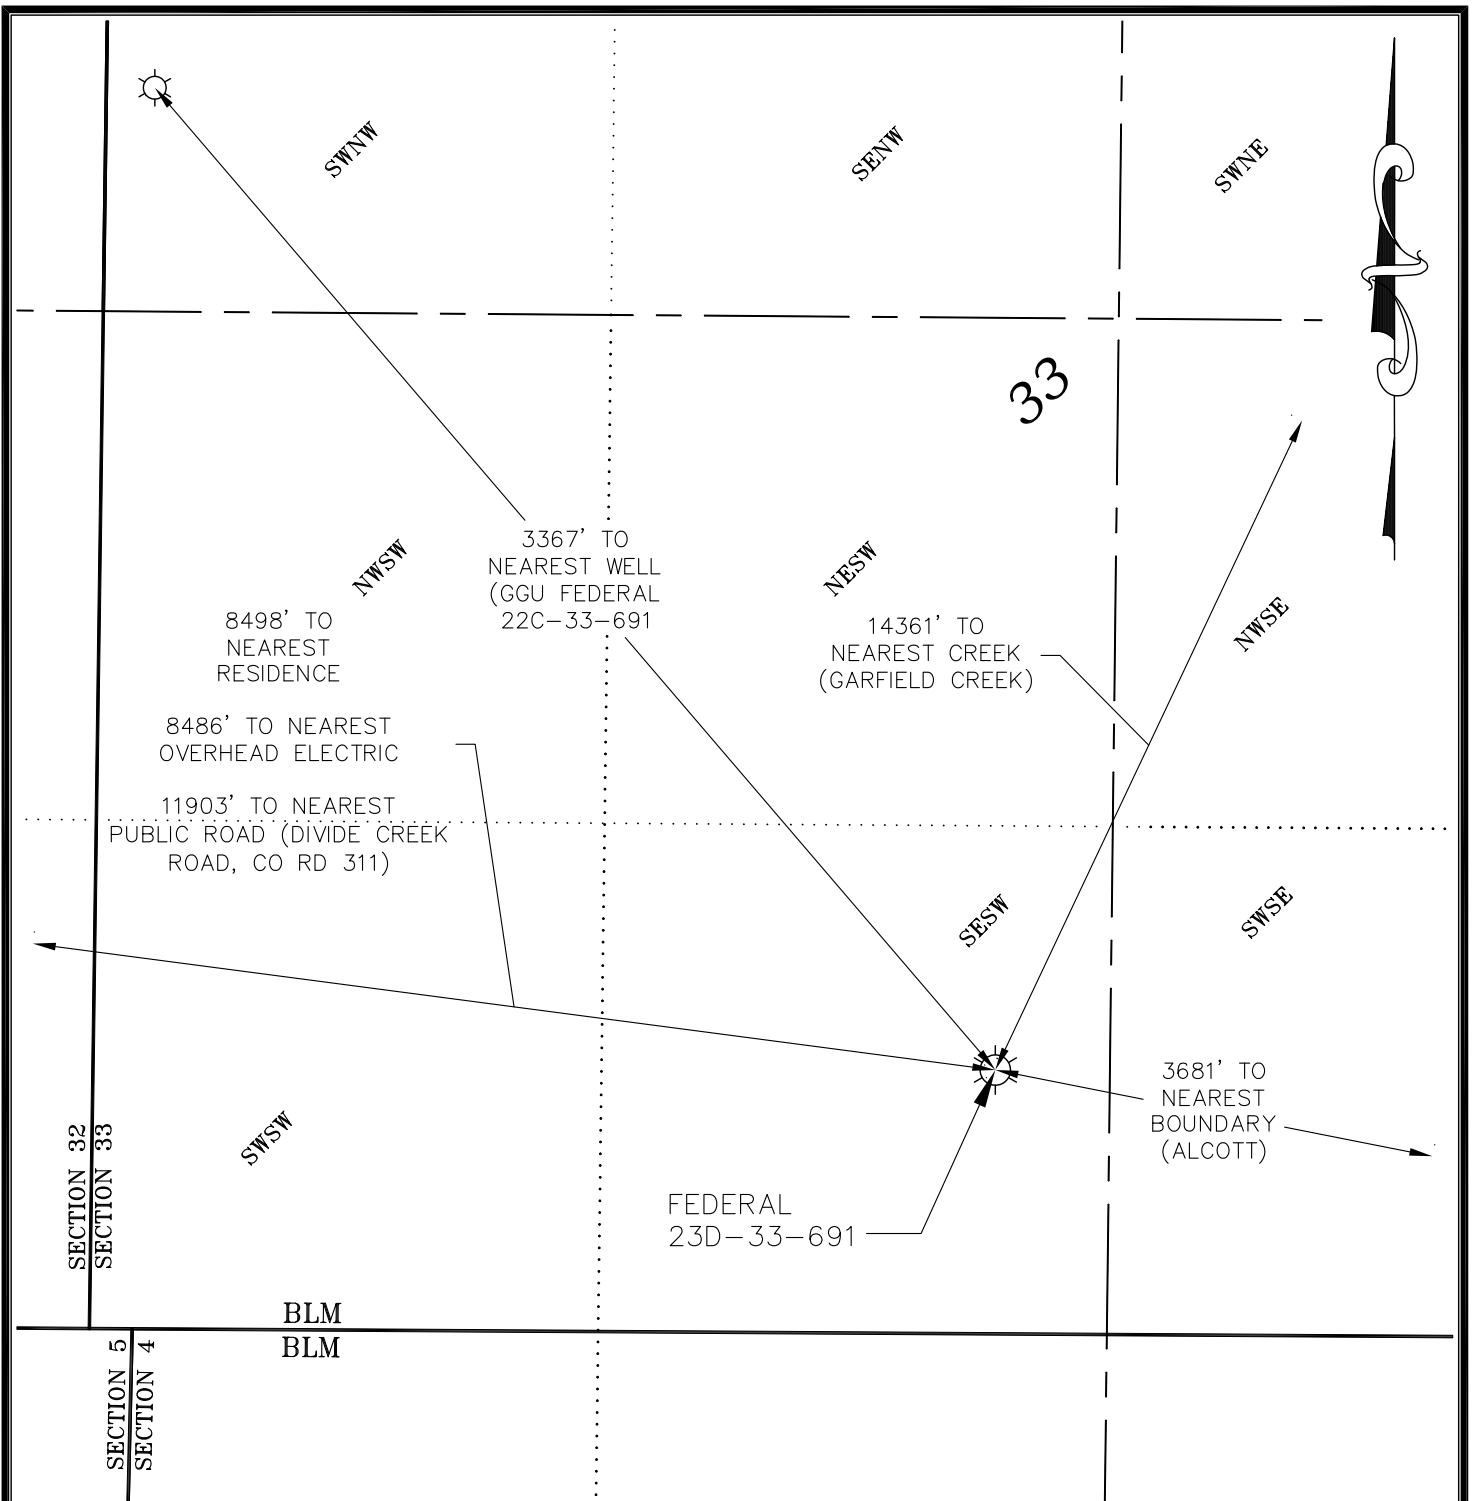 SWNW
SENW
SWNE
33
3367' TO
NEAREST WELL
(GGU FEDERAL
22C-33-691
NWSW
NESW
NWSE
8498' TO
NEAREST
RESIDENCE
14361' TO
NEAREST CREEK
(GARFIELD CREEK)
8486' TO NEAREST
OVERHEAD ELECTRIC
11903' TO NEAREST
PUBLIC ROAD (DIVIDE CREEK
ROAD, CO RD 311)
SESW
SWSE
3681' TO
NEAREST
BOUNDARY
(ALCOTT)
SWSW
SECTION 32
SECTION 33
FEDERAL
23D-33-691
BLM
BLM
SECTION 5
SECTION 4